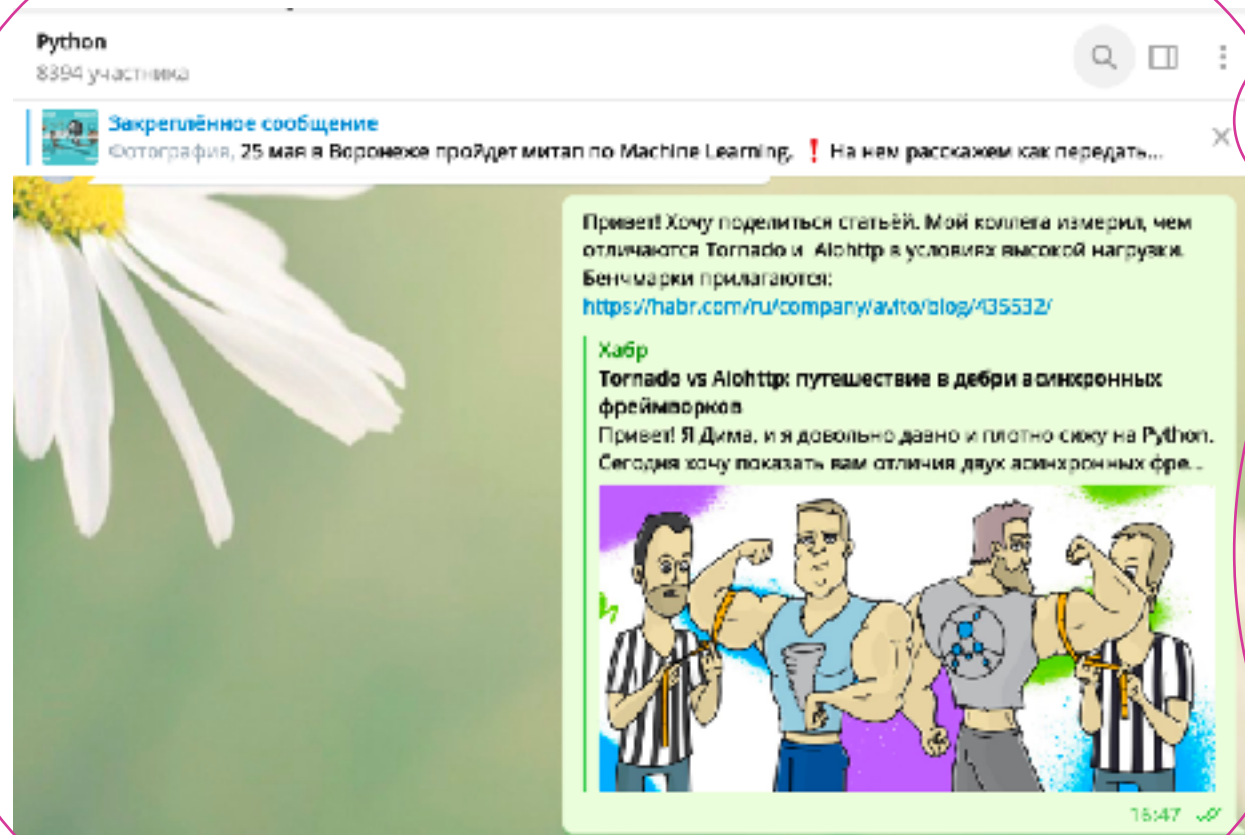 Python
8394 участника
Закреплённое сообщение
Фотография, 25 мая в Воронеже пройдет митап по Machine Learning. ❗ На нем расскажем как передать...
Привет! Хочу поделиться статьёй. Мой коллега измерил, чем
отличаются Tornado и Aiohttp в условиях высокой нагрузки.
Бенчмарки прилагаются:
https://habr.com/ru/company/avito/blog/435532/
Хабр
Tornado vs Aiohttp: путешествие в дебри асинхронных
фреймворков
Привет! Я Дима, и я довольно давно и плотно сижу на Python.
Сегодня хочу показать вам отличия двух асинхронных фре...
16:47